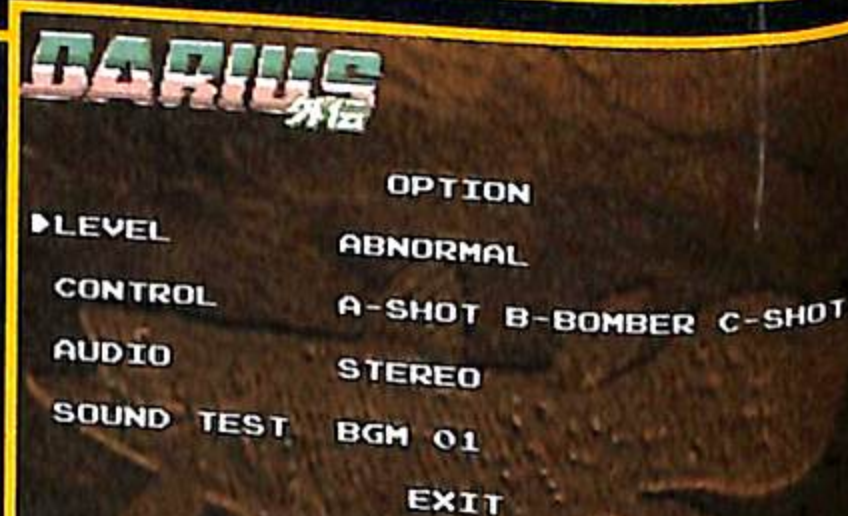 DARIUS
外伝
OPTION
LEVEL ABNORMAL
CONTROL A-SHOT B-BOMBER C-SHOT
AUDIO STEREO
SOUND TEST BGM 01
EXIT